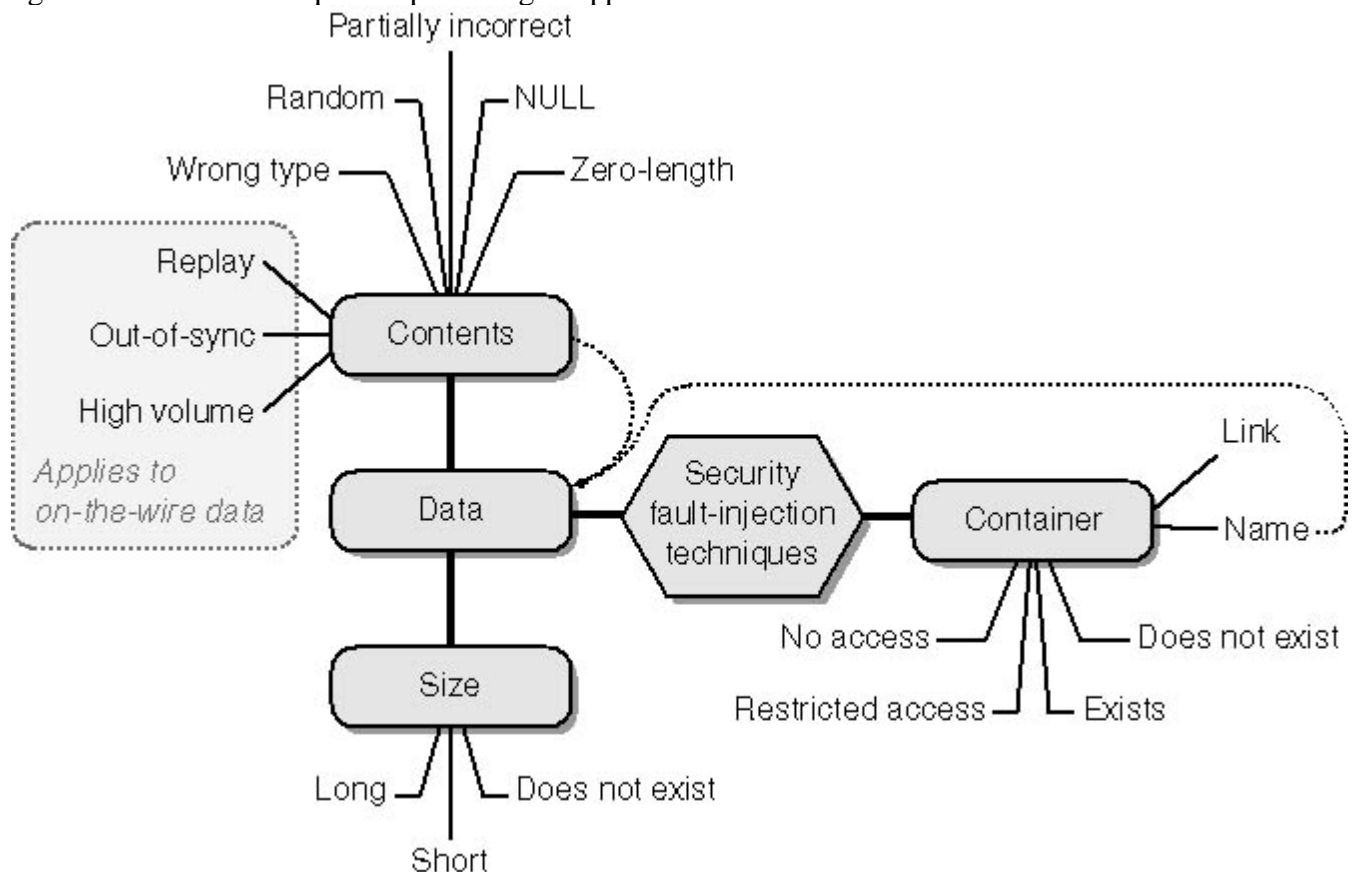 Partially incorrect
Random
NULL
Wrong type
Zero-length
Replay
Out-of-sync
High volume
Applies to
on-the-wire data
Contents
Data
Security
fault-injection
techniques
Container
Link
Name
No access
Does not exist
Restricted access
Exists
Size
Long
Does not exist
Short